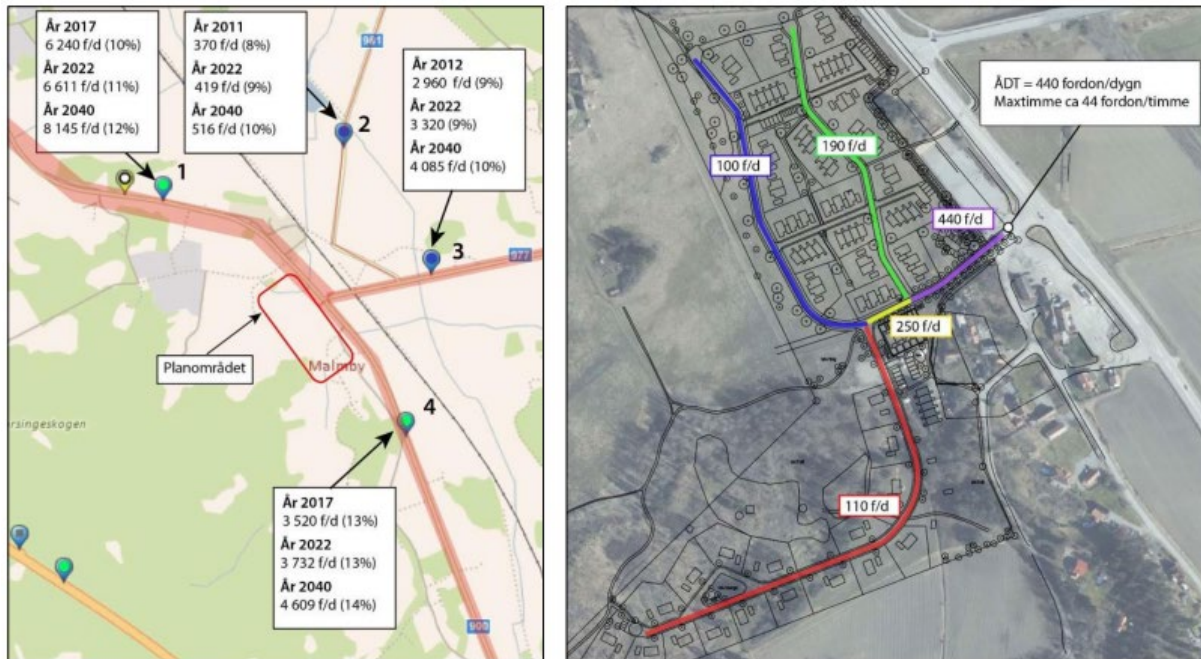 År 2017
6 240 f/d (10%)
År 2022
6 611 f/d (11%)
År 2040
8 145 f/d (12%)
År 2011
370 f/d (8%)
År 2022
419 f/d (9%)
År 2040
516 f/d (10%)
961
År 2012
2 960 f/d (9%)
År 2022
3 320 (9%)
År 2040
4 085 f/d (10%)
1
2
3
977
Planområdet
Malmby
4
År 2017
3 520 f/d (13%)
År 2022
3 732 f/d (13%)
År 2040
4 609 f/d (14%)
900
ÅDT = 440 fordon/dygn
Maxtimme ca 44 fordon/timme
190 f/d
100 f/d
440 f/d
250 f/d
110 f/d